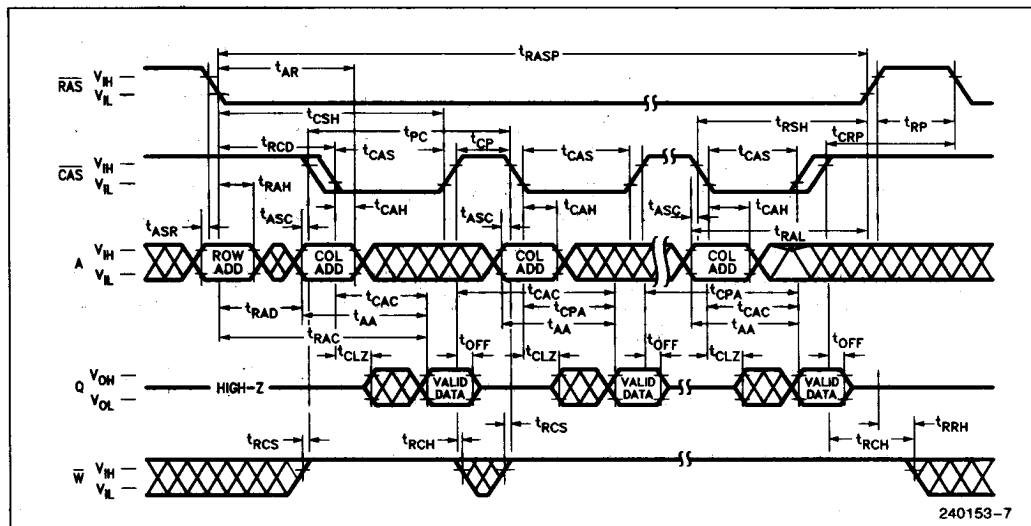 tRASP
tAR
RAS VIH
VIL
tCSH
tPC
tRSH
tRP
tRCD
tCAS
tCP
tCAS
tCAS
tCRP
CAS VIH
VIL
tRAH
tASR
tASC
tCAH
tASC
tCAH
tASC
tCAH
tRAL
A VIH
VIL
ROW ADD
COL ADD
COL ADD
COL ADD
tRAD
tCAC
tCAC
tCPA
tAA
tCPA
tCAC
tRAC
tAA
tAA
tCLZ
tOFF
tCLZ
tOFF
tCLZ
tOFF
Q VOH
VOL
HIGH-Z
VALID DATA
VALID DATA
VALID DATA
tRCS
tRCH
tRCS
tRCH
tRRH
W VIH
VIL
240153-7